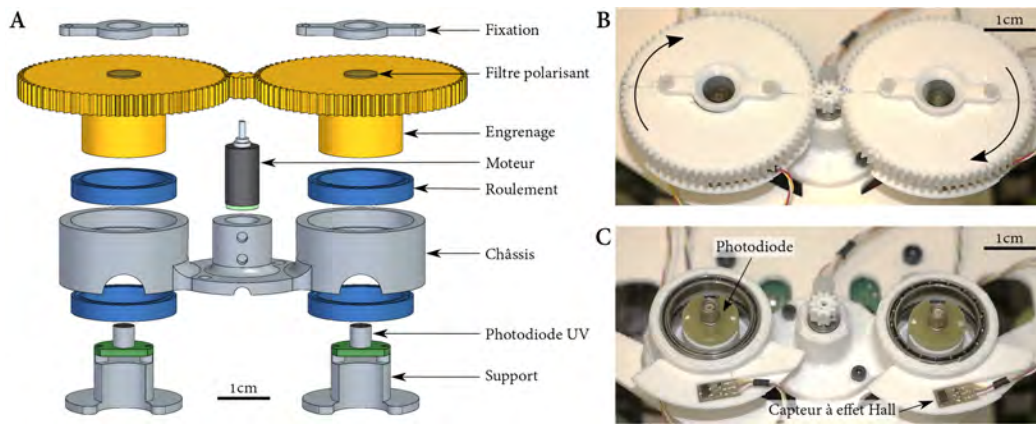 A
Fixation
Filtre polarisant
Engrenage
Moteur
Roulement
Châssis
Photodiode UV
Support
1cm
B
1cm
C
1cm
Photodiode
Capteur à effet Hall